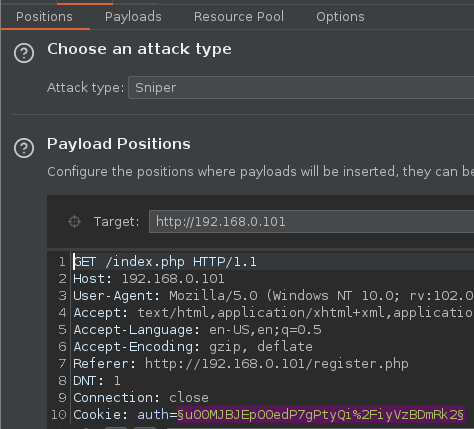 Positions Payloads Resource Pool Options
Choose an attack type
Attack type: Sniper
Payload Positions
Configure the positions where payloads will be inserted, they can be
Target: http://192.168.0.101
1 GET /index.php HTTP/1.1
2 Host: 192.168.0.101
3 User-Agent: Mozilla/5.0 (Windows NT 10.0; rv:102.0
4 Accept: text/html,application/xhtml+xml,applicatio
5 Accept-Language: en-US,en;q=0.5
6 Accept-Encoding: gzip, deflate
7 Referer: http://192.168.0.101/register.php
8 DNT: 1
9 Connection: close
10 Cookie: auth=§uOOMJBJEpOOedP7gPtyQi%2FiyVzBDmRk2§